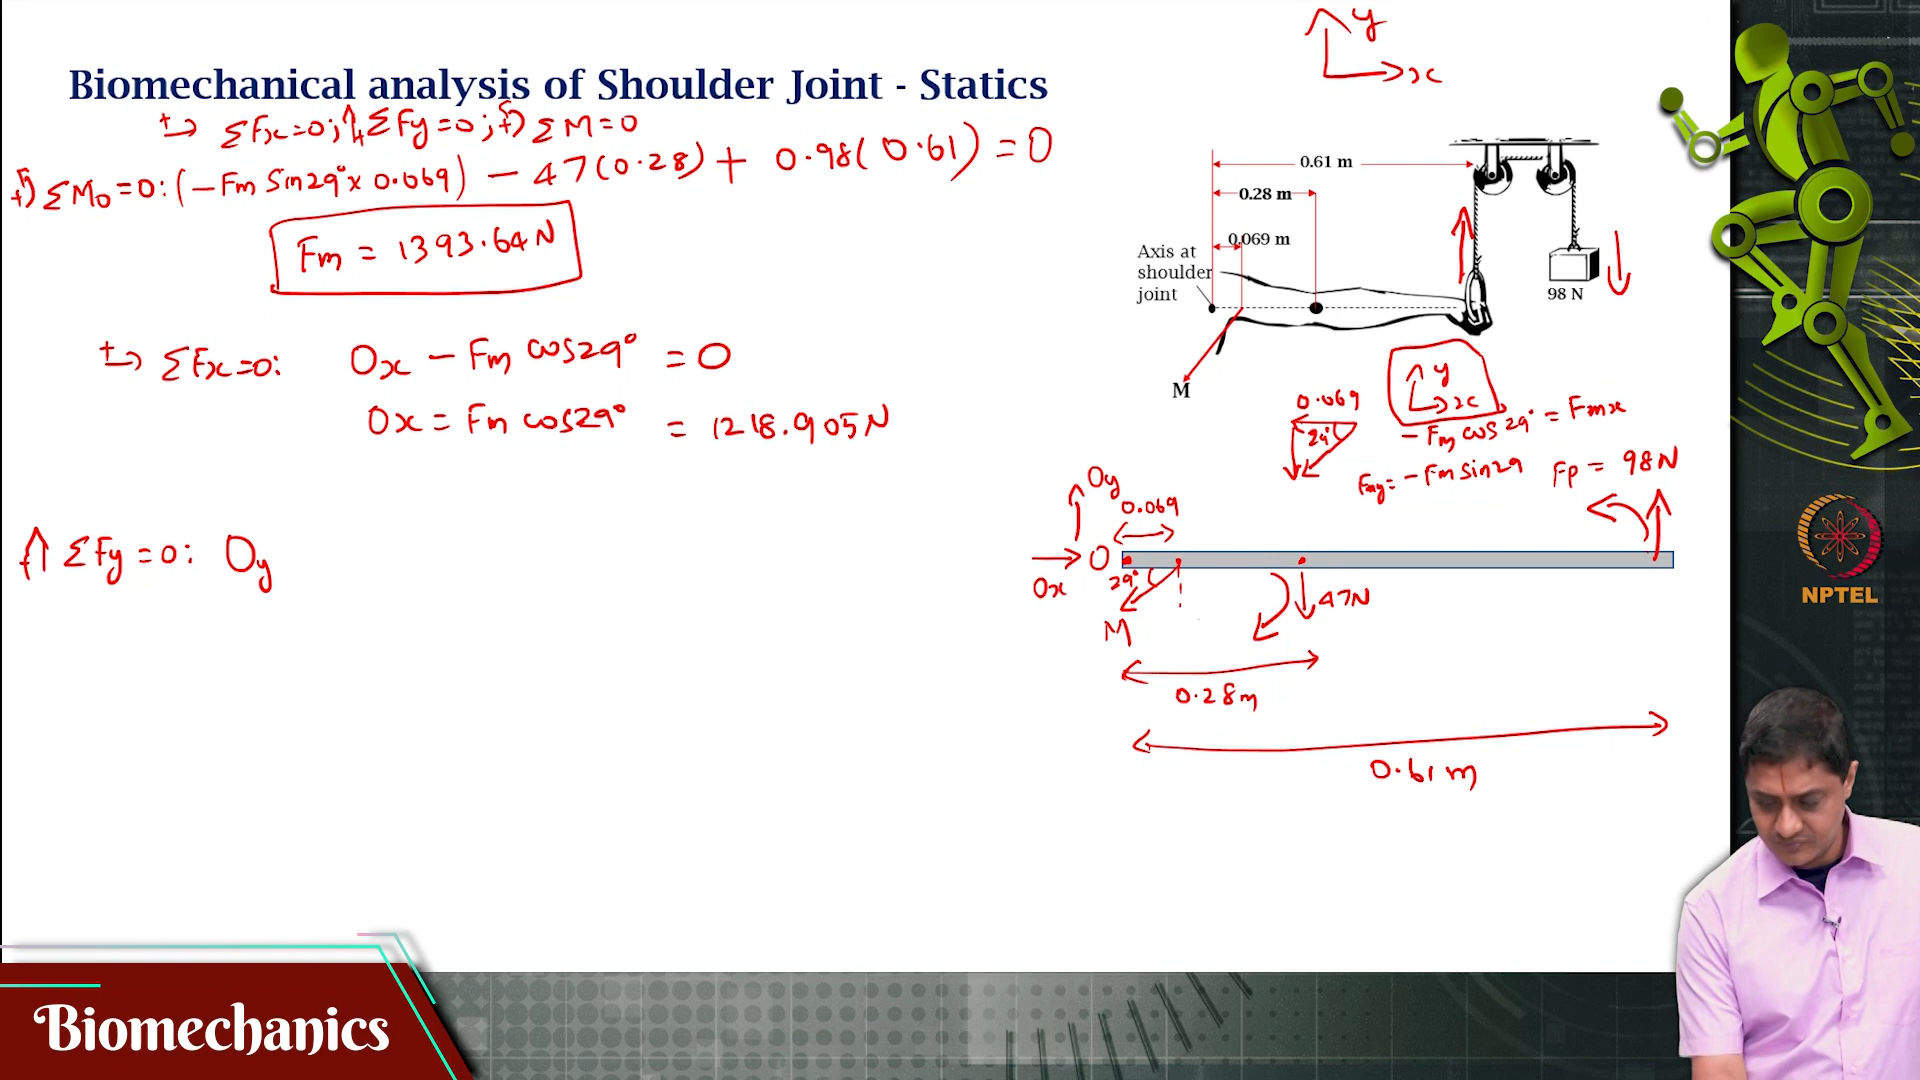 Biomechanical analysis of Shoulder Joint - Statics
+→ ΣFx=0; ↑+ ΣFy=0; +) ΣM=0
+) ΣMo=0: (-Fm Sin29°x 0.069) - 47(0.28) + 0.98(0.61) = 0
Fm = 1393.64N
+→ ΣFx=0: Ox - Fm cos29° = 0
Ox = Fm cos29° = 1218.905N
+↑ ΣFy=0: Oy
y
x
0.61 m
0.28 m
0.069 m
Axis at
shoulder
joint
98 N
M
y
x
0.069
29°
-Fm cos 29° = Fmx
Fmy= -Fm sin29
Fp = 98N
Oy
0.069
O
Ox
29°
M
47N
0.28m
0.61 m
NPTEL
Biomechanics